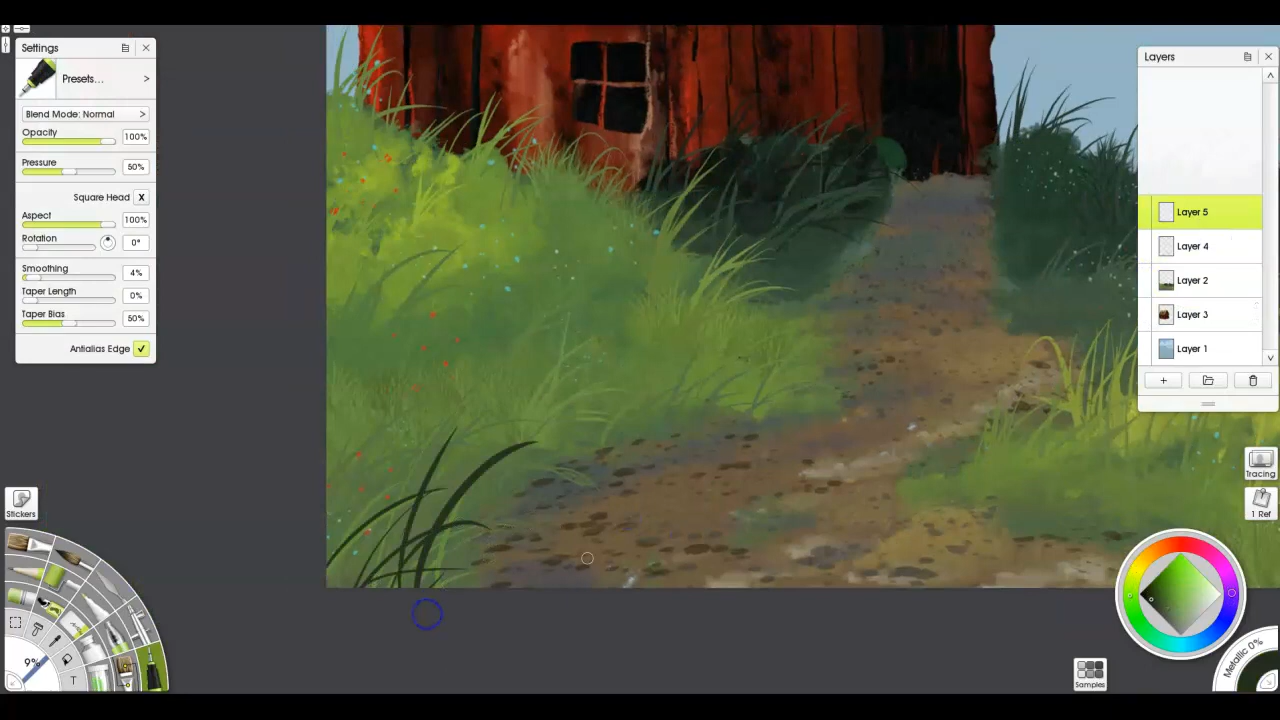 Settings
Presets...
>
Blend Mode: Normal >
Opacity
100%
Pressure
50%
Square Head X
Aspect
100%
Rotation
0°
Smoothing
4%
Taper Length
0%
Taper Bias
50%
Antialias Edge
Stickers
9%
T
Layers
Layer 5
Layer 4
Layer 2
Layer 3
Layer 1
+
Tracing
1 Ref
Samples
Metallic 0%